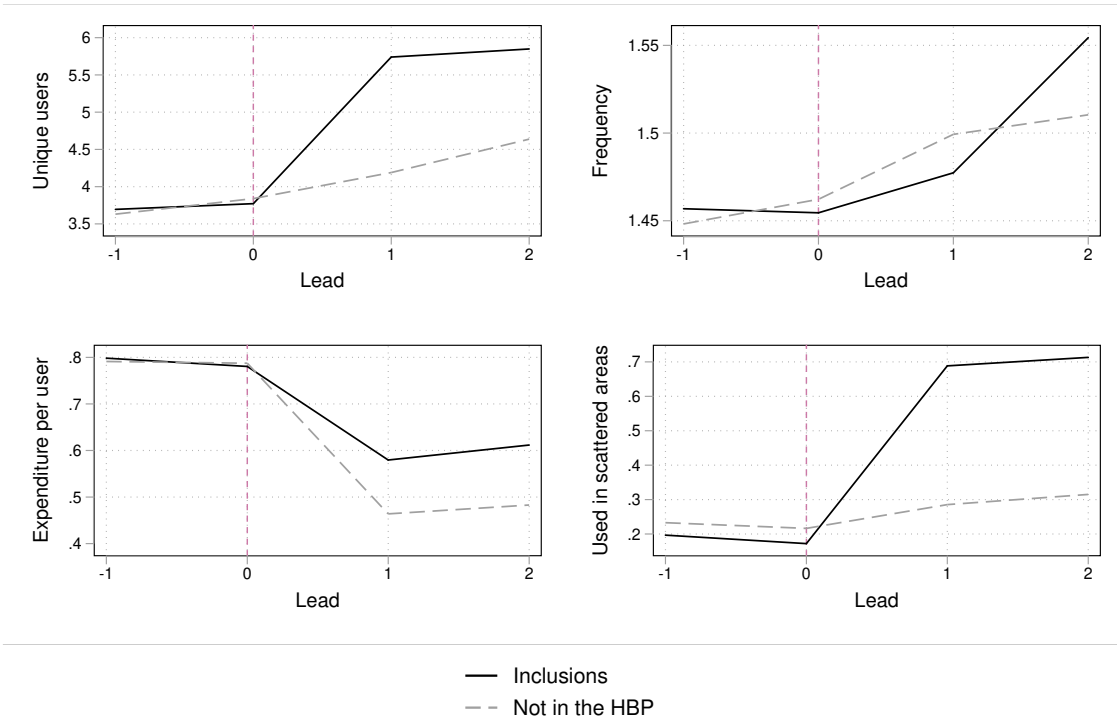 Unique users
6
5.5
5
4.5
4
3.5
-1 0 1 2
Lead
Frequency
1.55
1.5
1.45
-1 0 1 2
Lead
Expenditure per user
.8
.7
.6
.5
.4
-1 0 1 2
Lead
Used in scattered areas
.7
.6
.5
.4
.3
.2
-1 0 1 2
Lead
Inclusions
Not in the HBP